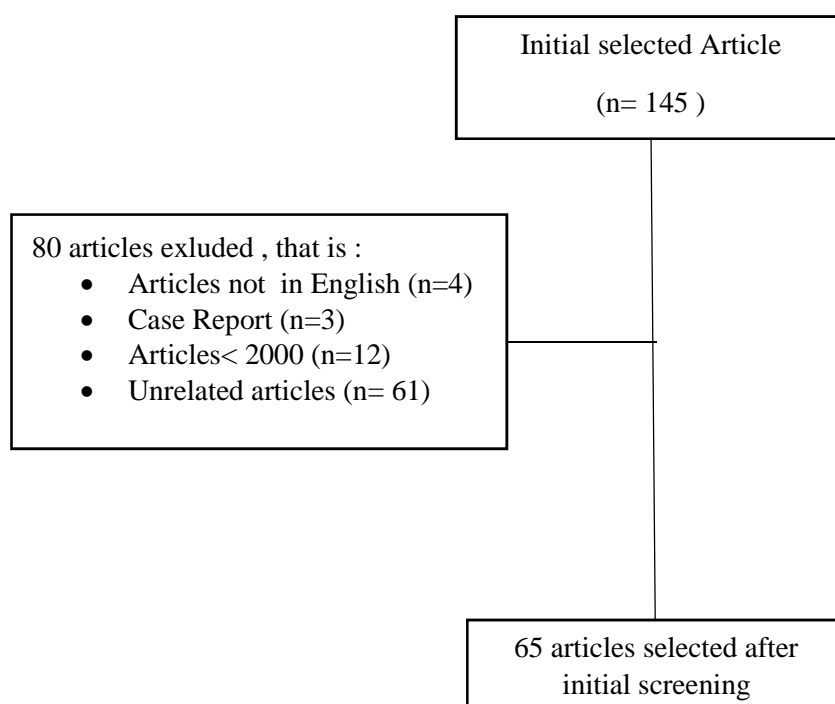 Initial selected Article
(n= 145 )
80 articles exluded , that is :
• Articles not in English (n=4)
• Case Report (n=3)
• Articles< 2000 (n=12)
• Unrelated articles (n= 61)
65 articles selected after
initial screening